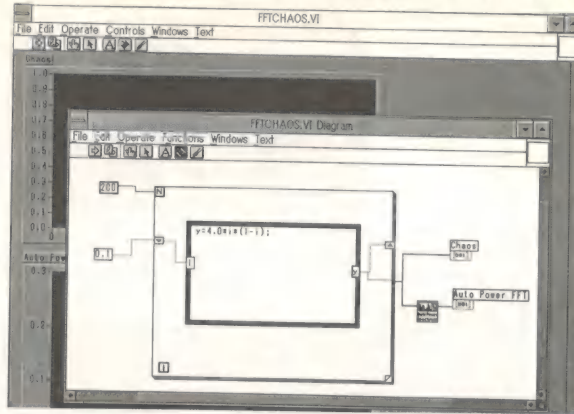 FFTCHAOS.VI
File Edit Operate Controls Windows Text
Chaos
1.0
0.9
0.8
0.7
0.6
0.5
0.4
0.3
0.2
0.1
0.0
FFTCHAOS.VI Diagram
File Edit Operate Functions Windows Text
200
N
0.1
i
y=4.0*i*(1-i);
y
i
Chaos
[DBL]
Auto Power FFT
[DBL]
0.3
0.2
0.1